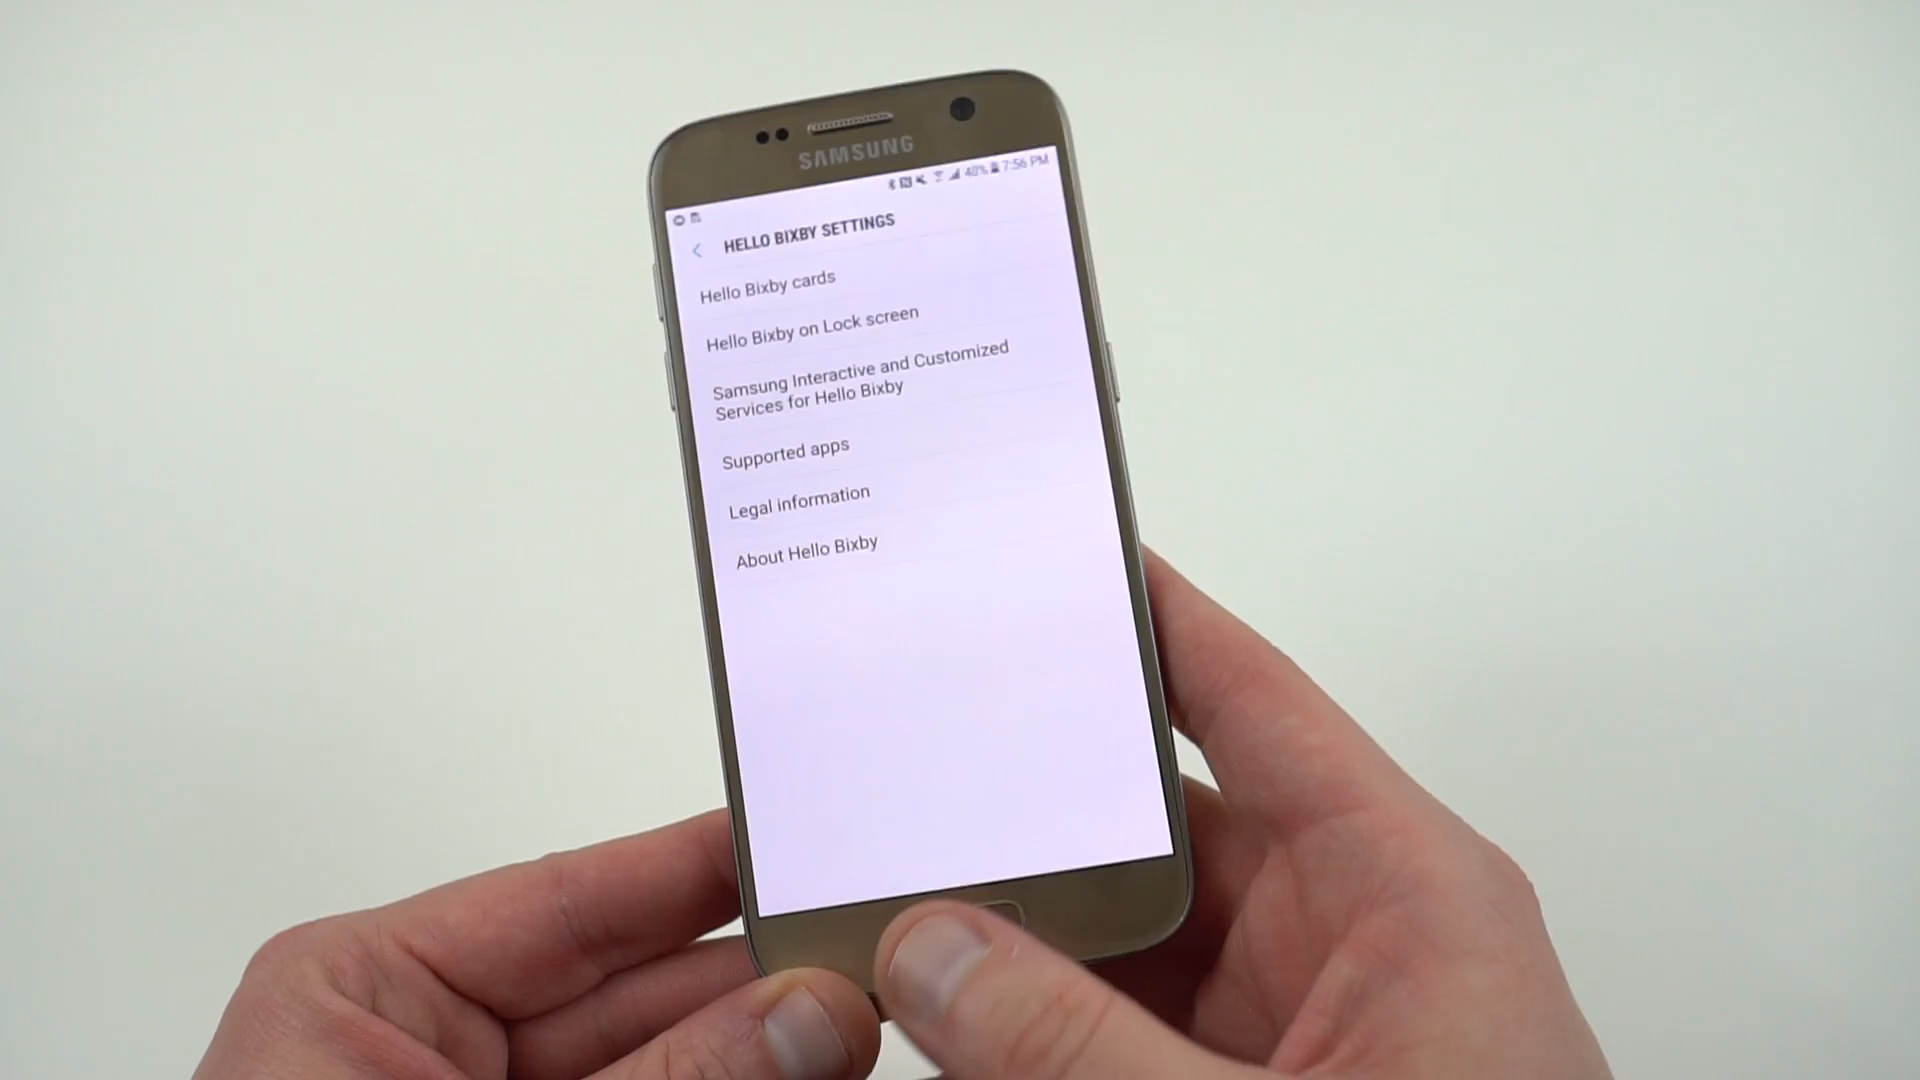 SAMSUNG
40% 7:56 PM
HELLO BIXBY SETTINGS
Hello Bixby cards
Hello Bixby on Lock screen
Samsung Interactive and Customized
Services for Hello Bixby
Supported apps
Legal information
About Hello Bixby